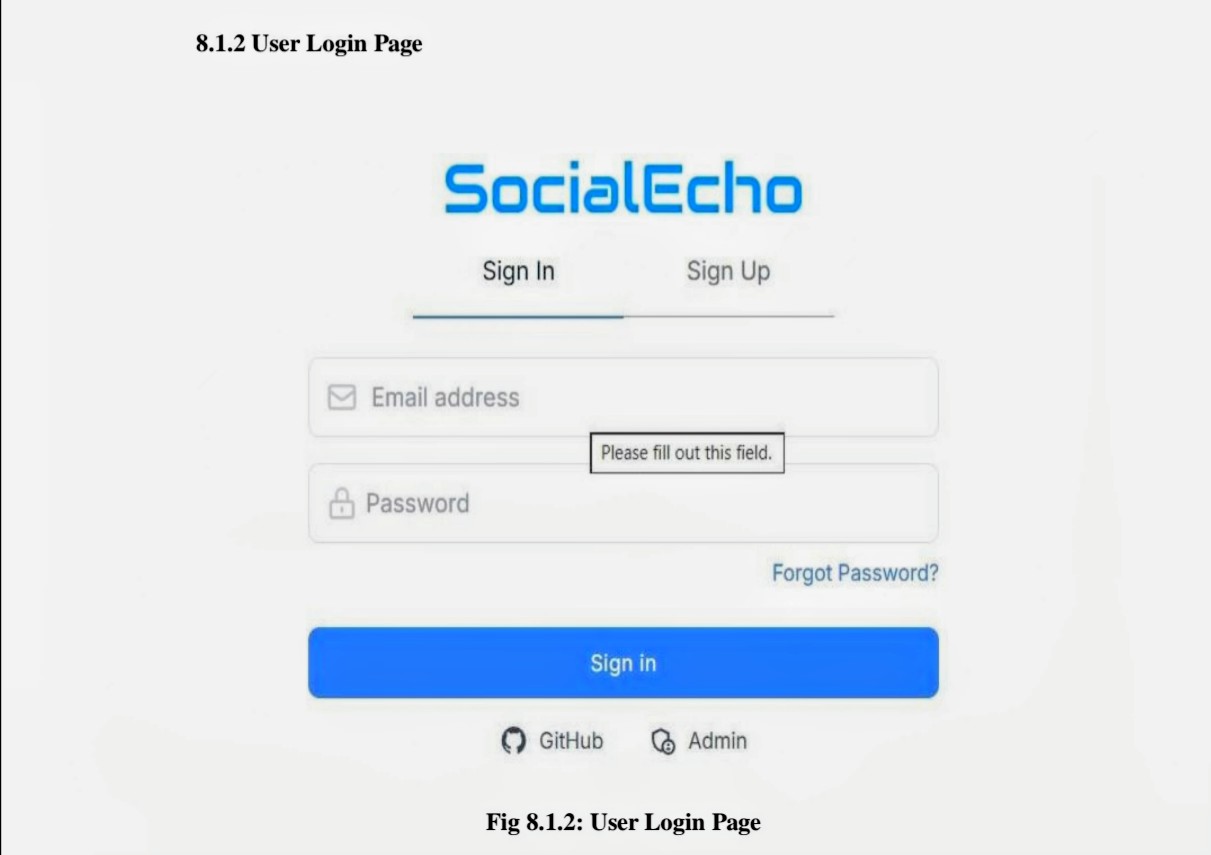 8.1.2 User Login Page
SocialEcho
Sign In Sign Up
Email address
Please fill out this field.
Password
Forgot Password?
Sign in
GitHub Admin
Fig 8.1.2: User Login Page